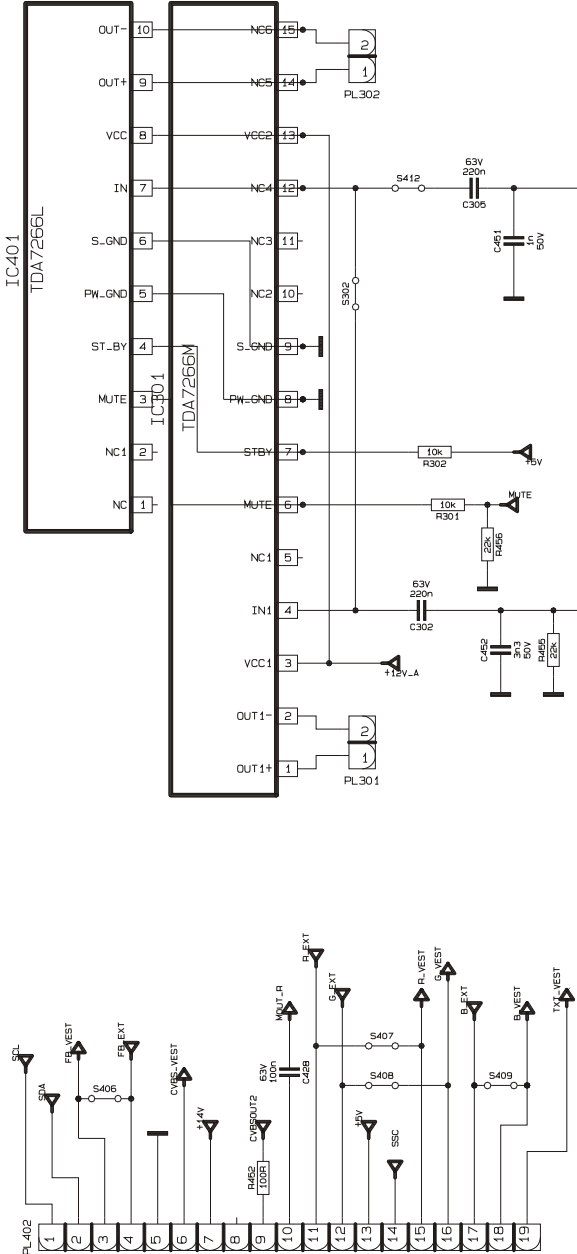 IC401
TDA7266L
OUT- 10
OUT+ 9
VCC 8
IN 7
S_GND 6
PW_GND 5
ST_BY 4
MUTE 3
NC1 2
NC 1
IC301
TDA7266M
NC6 15
NC5 14
VCC2 13
NC4 12
NC3 11
NC2 10
S_GND 9
PW_GND 8
STBY 7
MUTE 6
NC1 5
IN1 4
VCC1 3
OUT1- 2
OUT1+ 1
2
1
PL302
S412
63V
220n
C305
C451
1n
50V
S302
10k
R302
+5V
10k
R301
MUTE
22k
R456
63V
220n
C302
C452
3n3
50V
R455
22k
+12V_A
2
1
PL301
SCL
SDA
FB_VEST
FB_EXT
S406
CVBS_VEST
+14V
CVBSOUT2
R452
100R
MOUT_R
63V
100n
C428
R_EXT
G_EXT
S407
S408
+5V
SSC
R_VEST
G_VEST
B_EXT
S409
B_VEST
TXT_VEST
PL402
1 2 3 4 5 6 7 8 9 10 11 12 13 14 15 16 17 18 19